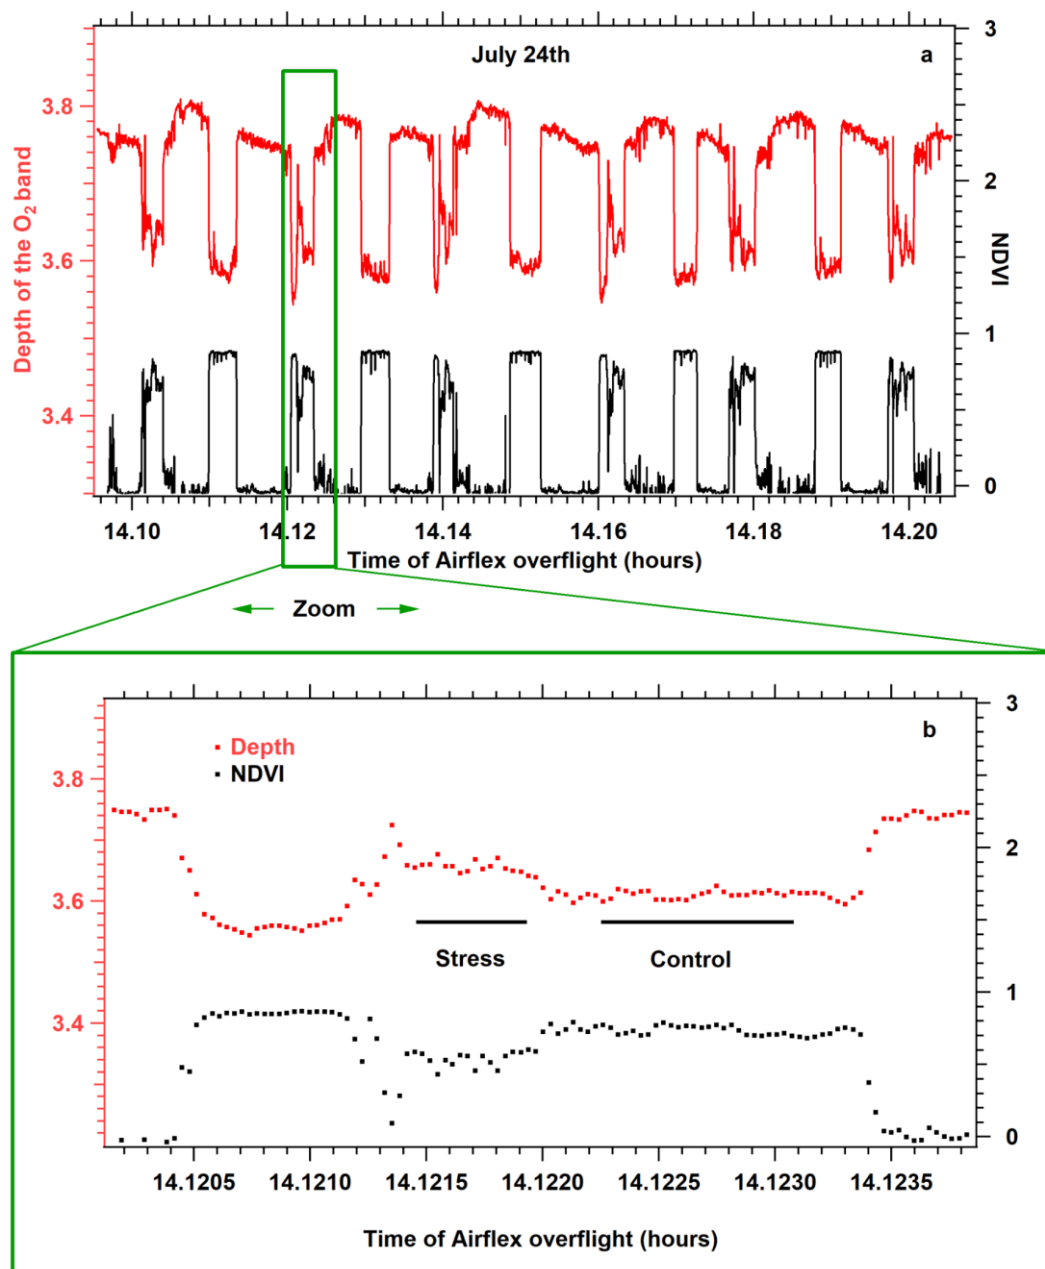 July 24th
a
3
3.8
2
3.6
1
3.4
0
Depth of the O2 band
NDVI
14.10 14.12 14.14 14.16 14.18 14.20
Time of Airflex overflight (hours)
Zoom
b
3
Depth
NDVI
3.8
2
3.6
Stress Control
1
3.4
0
14.1205 14.1210 14.1215 14.1220 14.1225 14.1230 14.1235
Time of Airflex overflight (hours)